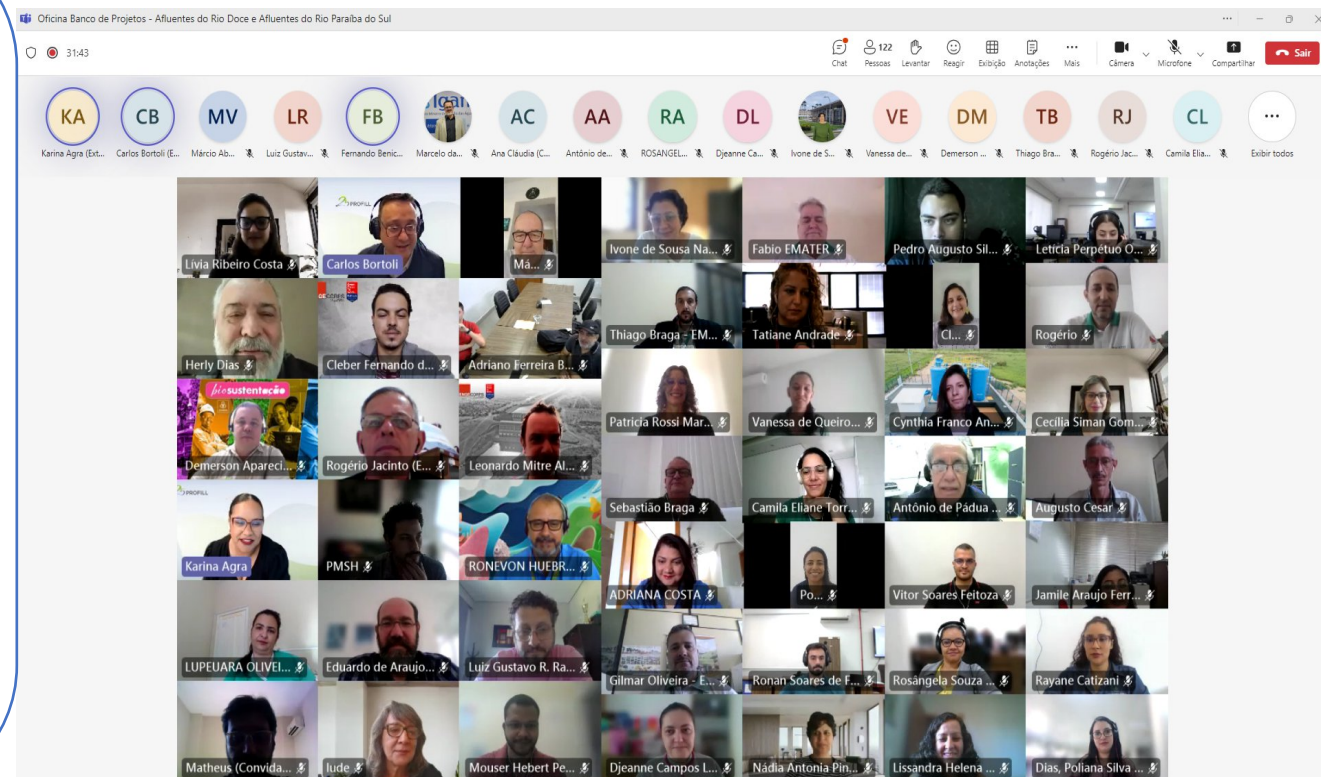 Oficina Banco de Projetos - Afluentes do Rio Doce e Afluentes do Rio Paraíba do Sul
31:43
Chat
122
Pessoas
Levantar
Reagir
Exibição
Anotações
Mais
Câmera
Microfone
Compartilhar
Sair
KA CB MV LR FB AC AA RA DL VE DM TB RJ CL
Karina Agra (Ext... Carlos Bortoli (E... Márcio Ab... Luiz Gustav... Fernando Benic... Marcelo da... Ana Cláudia (C... Antônio de... ROSANGEL... Djeanne Ca... Ivone de S... Vanessa de... Demerson ... Thiago Bra... Rogério Jac... Camila Elia... Exibir todos
PROFILL
Lívia Ribeiro Costa Carlos Bortoli Má... Ivone de Sousa Na... Fabio EMATER Pedro Augusto Sil... Letícia Perpétuo O...
Herly Dias Cleber Fernando d... Adriano Ferreira B... Thiago Braga - EM... Tatiane Andrade Cl... Rogério
biosustentação
Demerson Apareci... Rogério Jacinto (E... Leonardo Mitre Al... Patricia Rossi Mar... Vanessa de Queiro... Cynthia Franco An... Cecília Siman Gom...
Sebastião Braga Camila Eliane Torr... Antônio de Pádua ... Augusto Cesar
PROFILL
Karina Agra PMSH RONEVON HUEBR... ADRIANA COSTA Po... Vitor Soares Feitoza Jamile Araujo Ferr...
LUPEUARA OLIVEI... Eduardo de Araujo... Luiz Gustavo R. Ra... Gilmar Oliveira - E... Ronan Soares de F... Rosângela Souza ... Rayane Catizani
Matheus (Convida... Iude Mouser Hebert Pe... Djeanne Campos L... Nádia Antonia Pin... Lissandra Helena ... Dias, Poliana Silva ...